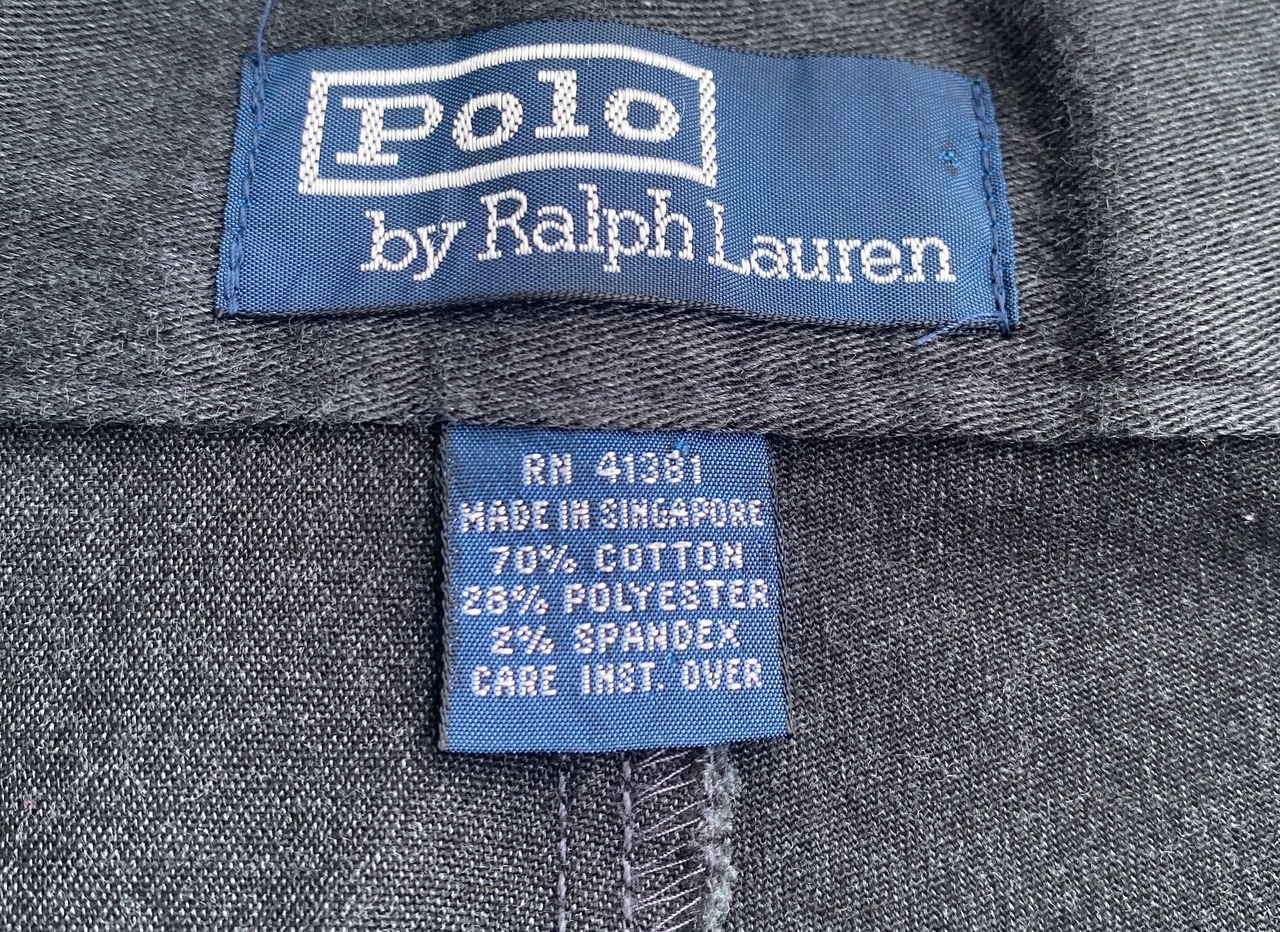 Polo
by Ralph Lauren
RN 41381
MADE IN SINGAPORE
70% COTTON
28% POLYESTER
2% SPANDEX
CARE INST. OVER